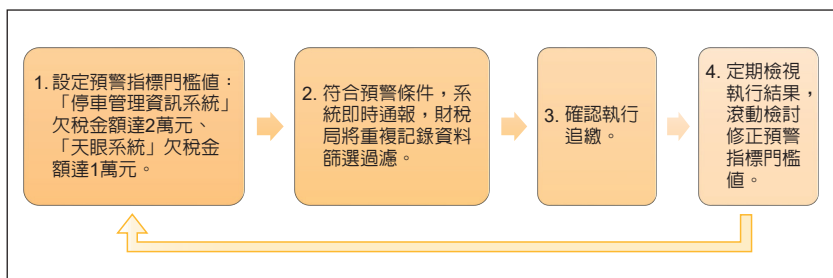 1. 設定預警指標門檻值：
「停車管理資訊系統」
欠稅金額達2萬元、
「天眼系統」欠稅金
額達1萬元。
2. 符合預警條件，系
統即時通報，財稅
局將重複記錄資料
篩選過濾。
3. 確認執行
追繳。
4. 定期檢視
執行結果，
滾動檢討
修正預警
指標門檻
值。